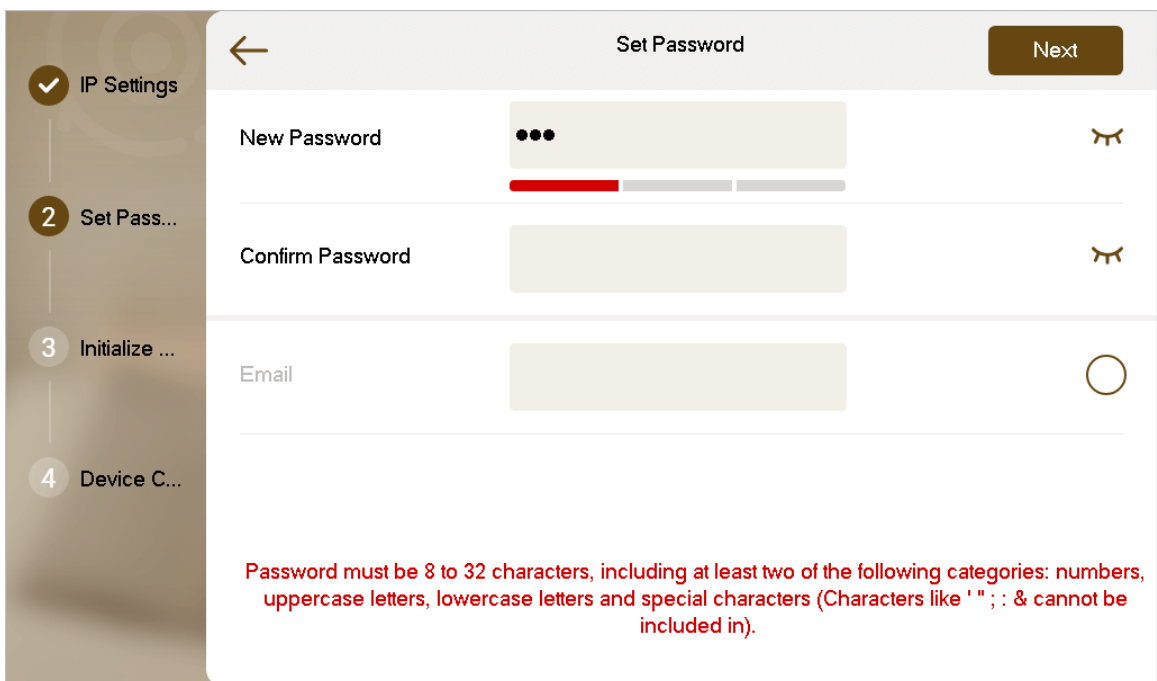 Set Password
Next
IP Settings
New Password
●●●
2 Set Pass...
Confirm Password
3 Initialize ...
Email
4 Device C...
Password must be 8 to 32 characters, including at least two of the following categories: numbers,
uppercase letters, lowercase letters and special characters (Characters like ' " ; : & cannot be
included in).